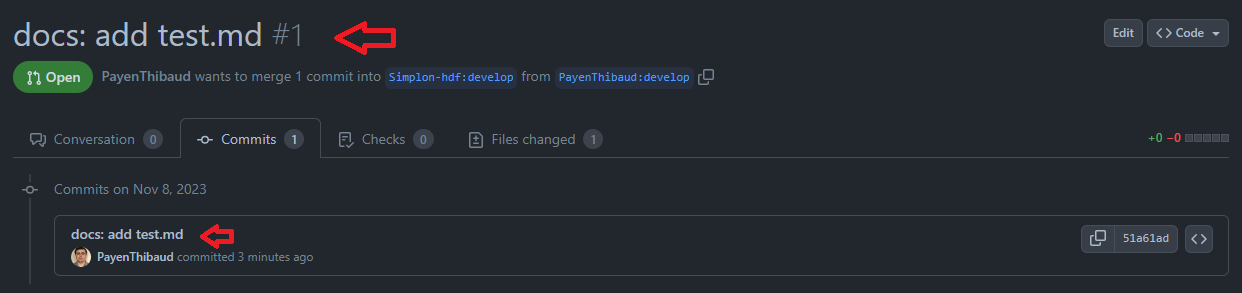 docs: add test.md #1
Edit
Code
Open
PayenThibaud wants to merge 1 commit into Simplon-hdf:develop from PayenThibaud:develop
Conversation 0
Commits 1
Checks 0
Files changed 1
+0 −0
Commits on Nov 8, 2023
docs: add test.md
PayenThibaud committed 3 minutes ago
51a61ad